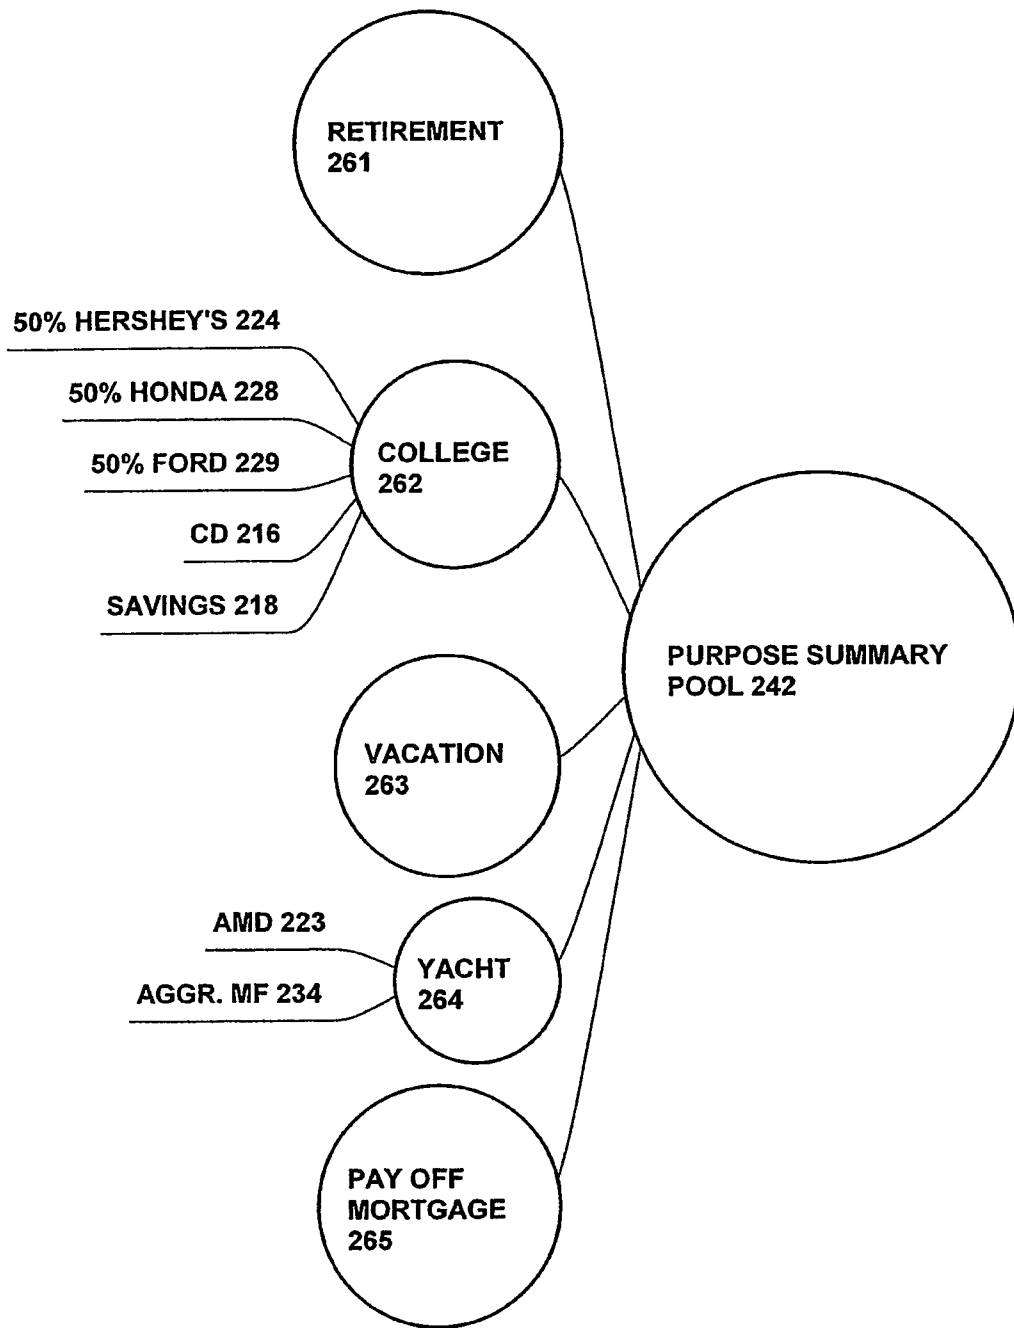 RETIREMENT
261
50% HERSHEY'S 224
50% HONDA 228
50% FORD 229
CD 216
SAVINGS 218
COLLEGE
262
PURPOSE SUMMARY
POOL 242
VACATION
263
AMD 223
AGGR. MF 234
YACHT
264
PAY OFF
MORTGAGE
265